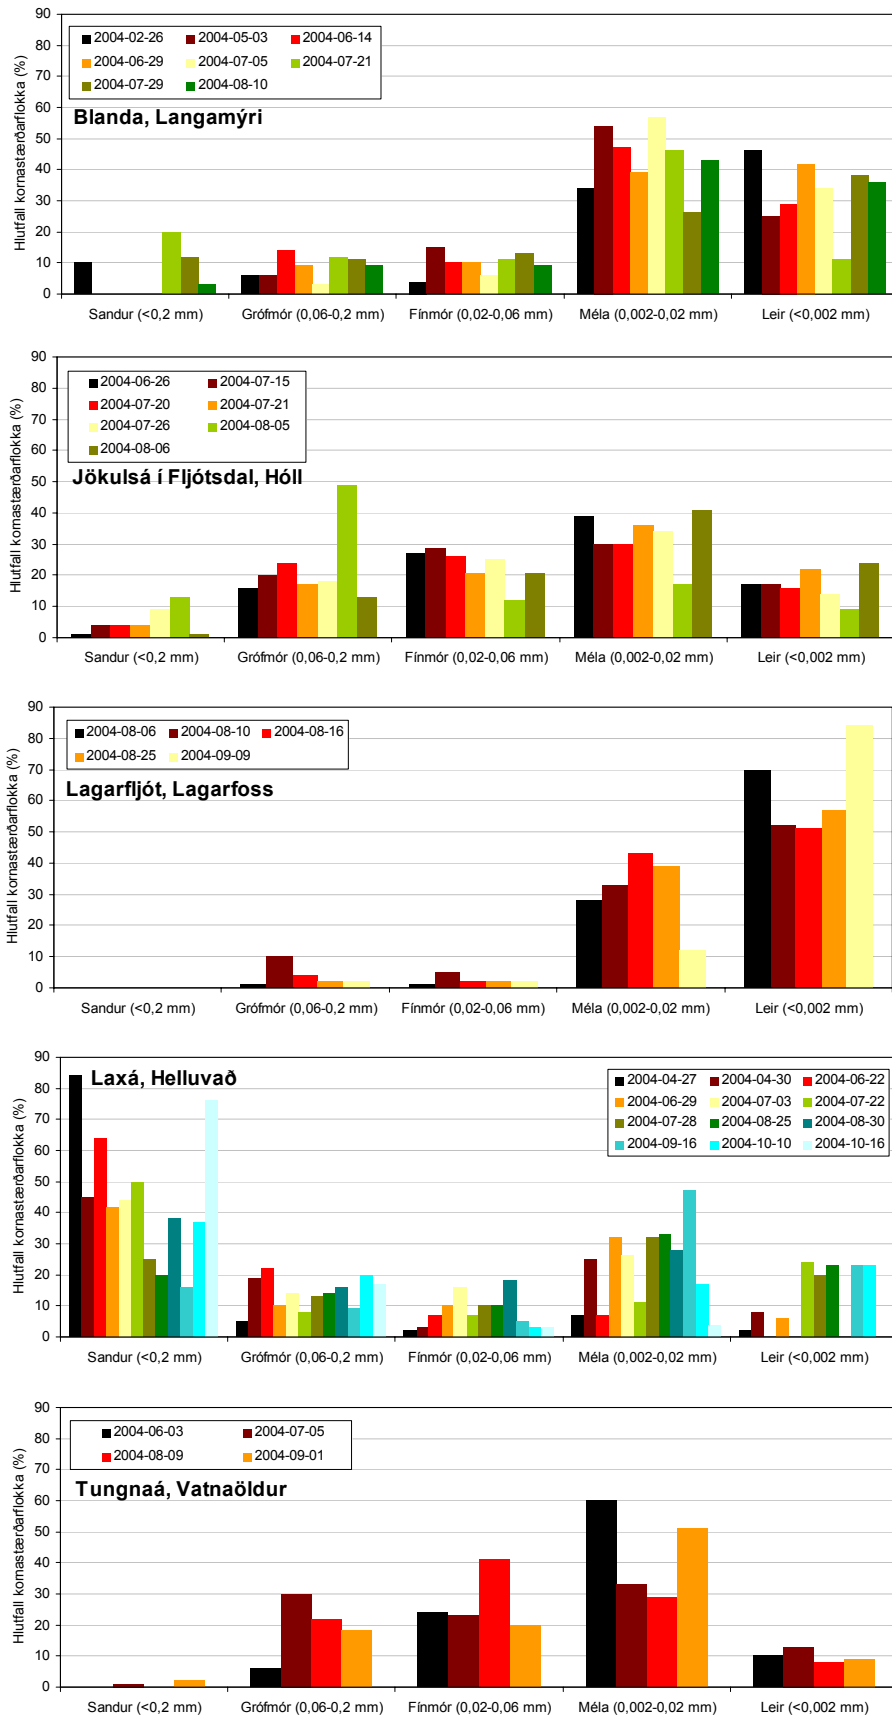 Hlutfall kornastærðarflokka (%)
90
80
70
60
50
40
30
20
10
0
2004-02-26 2004-05-03 2004-06-14
2004-06-29 2004-07-05 2004-07-21
2004-07-29 2004-08-10
Blanda, Langamýri
Sandur (<0,2 mm) Grófmór (0,06-0,2 mm) Fínmór (0,02-0,06 mm) Méla (0,002-0,02 mm) Leir (<0,002 mm)
Hlutfall kornastærðarflokka (%)
90
80
70
60
50
40
30
20
10
0
2004-06-26 2004-07-15
2004-07-20 2004-07-21
2004-07-26 2004-08-05
2004-08-06
Jökulsá í Fljótsdal, Hóll
Sandur (<0,2 mm) Grófmór (0,06-0,2 mm) Fínmór (0,02-0,06 mm) Méla (0,002-0,02 mm) Leir (<0,002 mm)
Hlutfall kornastærðarflokka (%)
90
80
70
60
50
40
30
20
10
0
2004-08-06 2004-08-10 2004-08-16
2004-08-25 2004-09-09
Lagarfljót, Lagarfoss
Sandur (<0,2 mm) Grófmór (0,06-0,2 mm) Fínmór (0,02-0,06 mm) Méla (0,002-0,02 mm) Leir (<0,002 mm)
Hlutfall kornastærðarflokka (%)
90
80
70
60
50
40
30
20
10
0
Laxá, Helluvað
2004-04-27 2004-04-30 2004-06-22
2004-06-29 2004-07-03 2004-07-22
2004-07-28 2004-08-25 2004-08-30
2004-09-16 2004-10-10 2004-10-16
Sandur (<0,2 mm) Grófmór (0,06-0,2 mm) Fínmór (0,02-0,06 mm) Méla (0,002-0,02 mm) Leir (<0,002 mm)
Hlutfall kornastærðarflokka (%)
90
80
70
60
50
40
30
20
10
0
2004-06-03 2004-07-05
2004-08-09 2004-09-01
Tungnaá, Vatnaöldur
Sandur (<0,2 mm) Grófmór (0,06-0,2 mm) Fínmór (0,02-0,06 mm) Méla (0,002-0,02 mm) Leir (<0,002 mm)